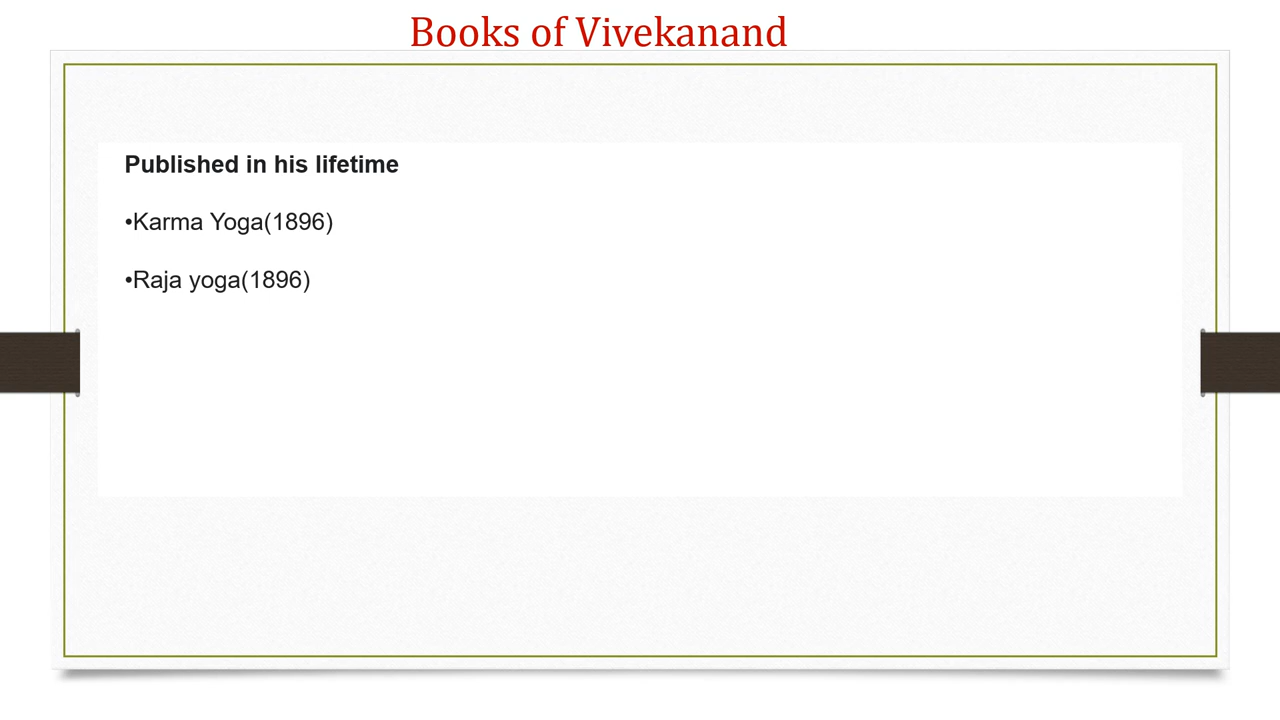 Books of Vivekanand
Published in his lifetime
•Karma Yoga(1896)
•Raja yoga(1896)